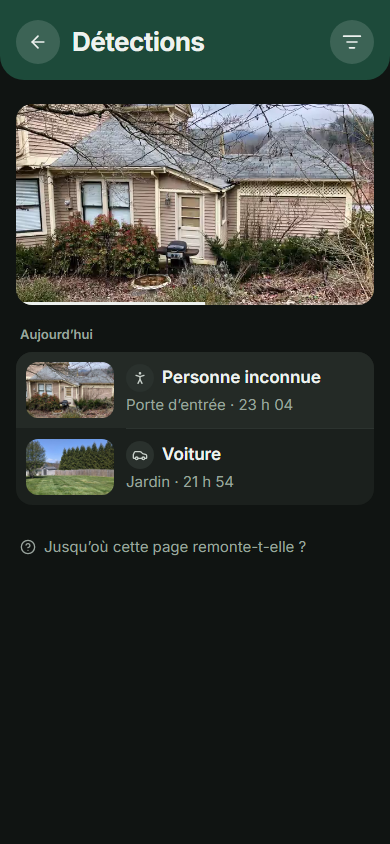 Détections
Aujourd’hui
Personne inconnue
Porte d’entrée · 23 h 04
Voiture
Jardin · 21 h 54
Jusqu’où cette page remonte-t-elle ?